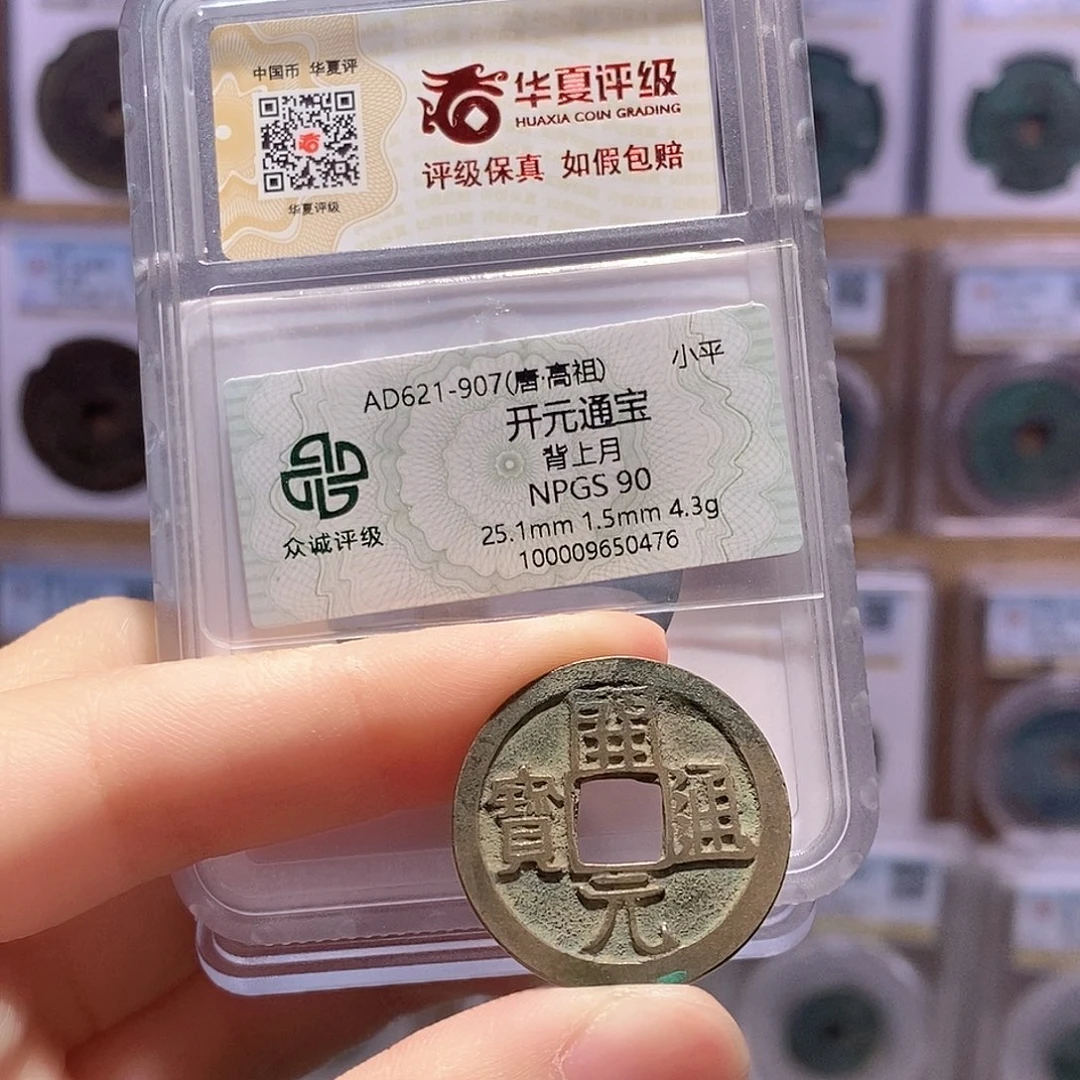 中国币 华夏评
华夏评级
华夏评级
HUAXIA COIN GRADING
评级保真 如假包赔
AD621-907(唐·高祖)
小平
开元通宝
背上月
NPGS 90
25.1mm 1.5mm 4.3g
100009650476
众诚评级
開元通寶